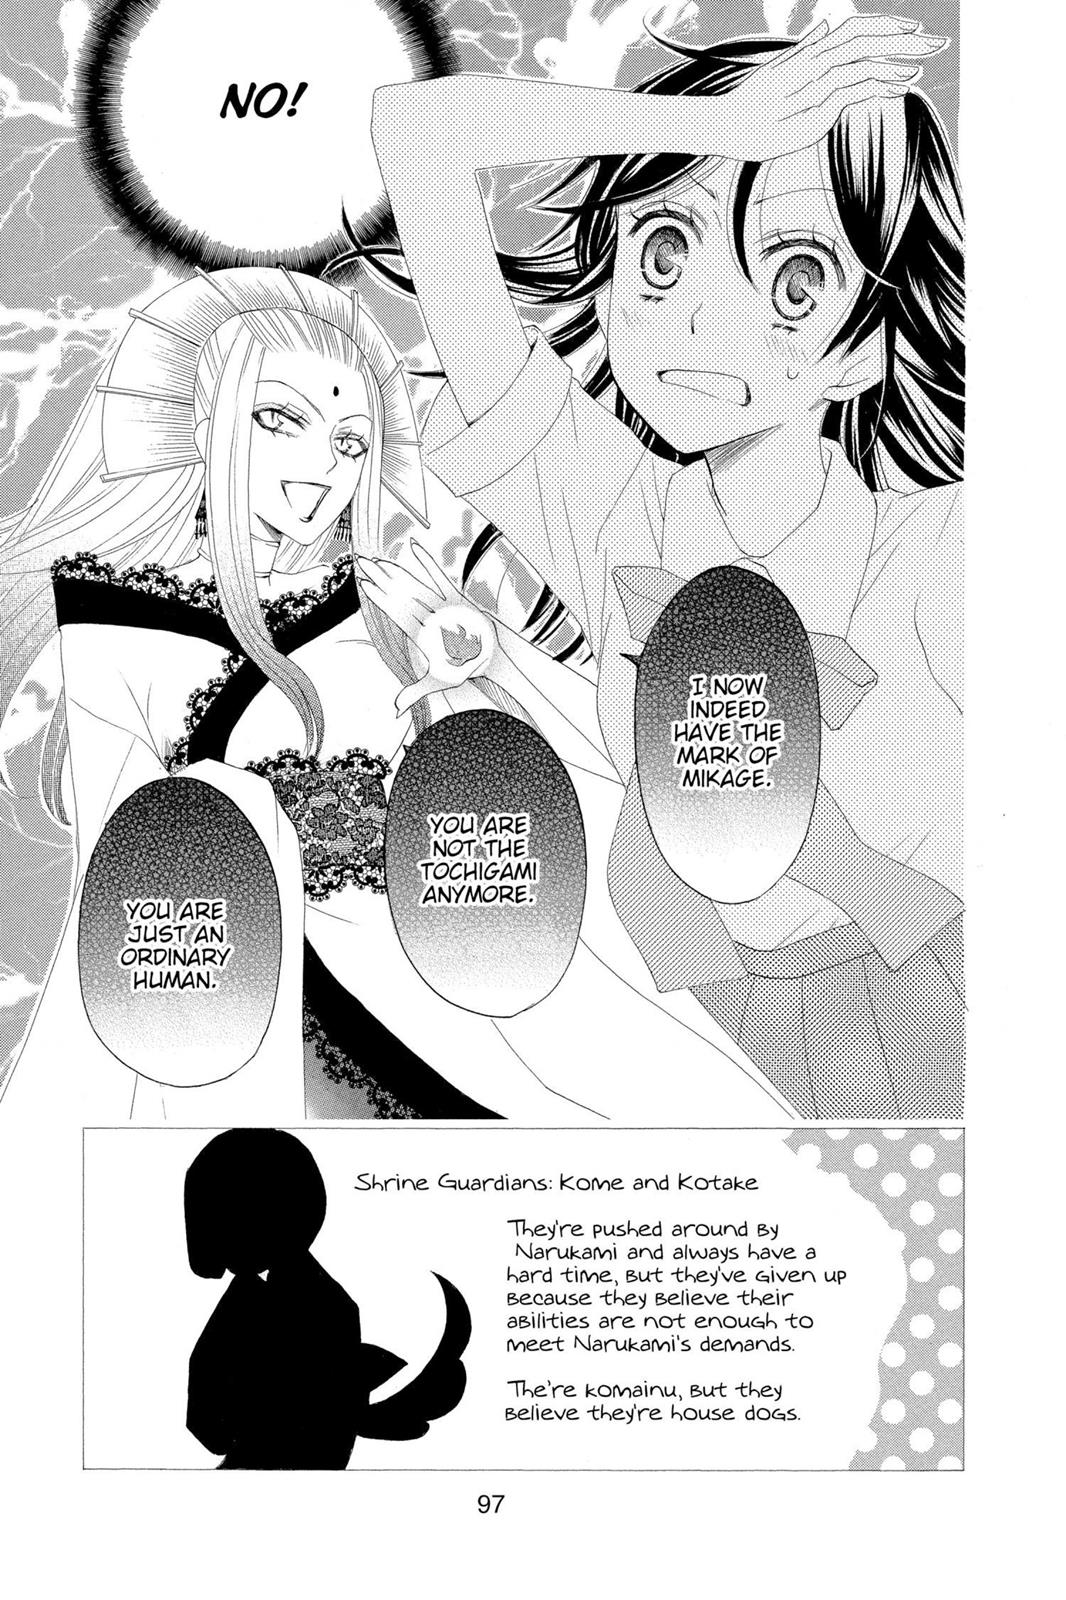 NO!
I NOW
INDEED
HAVE THE
MARK OF
MIKAGE.
YOU ARE
NOT THE
TOCHIGAMI
ANYMORE.
YOU ARE
JUST AN
ORDINARY
HUMAN.
Shrine Guardians: Kome and Kotake
They're pushed around by
Narukami and always have a
hard time, but they've given up
because they believe their
abilities are not enough to
meet Narukami's demands.
The're komainu, but they
believe they're house dogs.
97